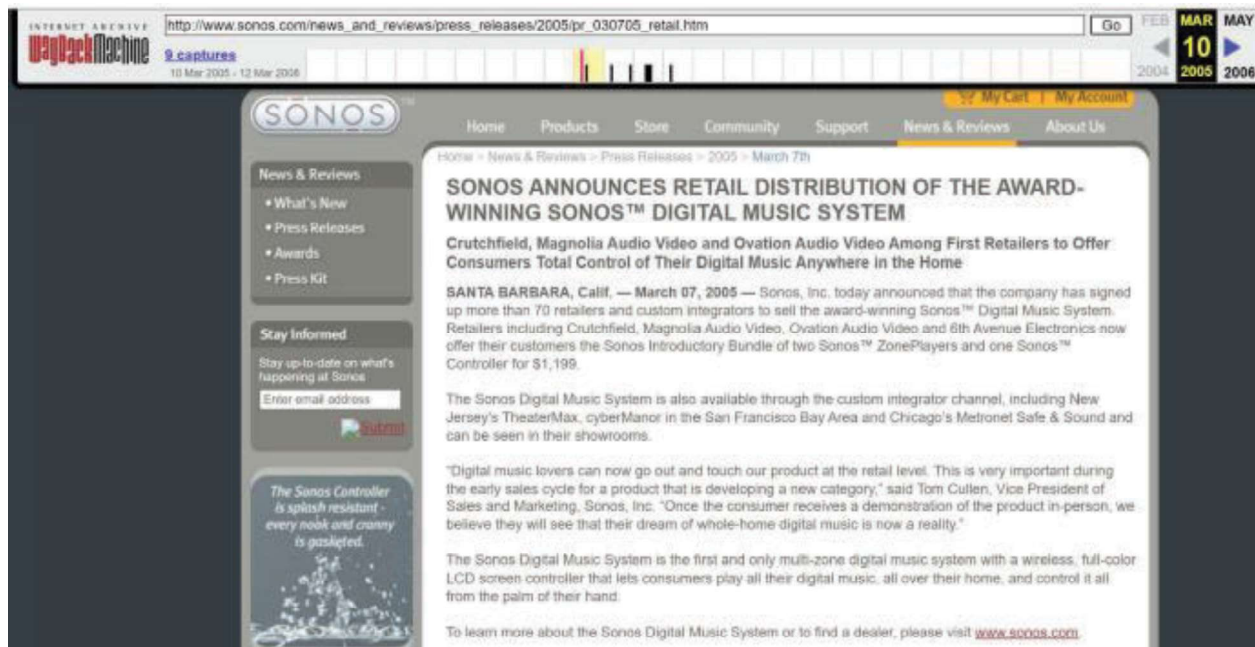 INTERNET ARCHIVE
WayBackMachine
http://www.sonos.com/news_and_reviews/press_releases/2005/pr_030705_retail.htm
Go
FEB MAR MAY
9 captures
10 Mar 2005 - 12 Mar 2006
10
2004 2005 2006
SONOS™
My Cart | My Account
Home Products Store Community Support News & Reviews About Us
Home > News & Reviews > Press Releases > 2005 > March 7th
News & Reviews
• What's New
• Press Releases
• Awards
• Press Kit
Stay Informed
Stay up-to-date on what's
happening at Sonos
Enter email address
Submit
The Sonos Controller
is splash resistant -
every nook and cranny
is gasketed.
SONOS ANNOUNCES RETAIL DISTRIBUTION OF THE AWARD-
WINNING SONOS™ DIGITAL MUSIC SYSTEM
Crutchfield, Magnolia Audio Video and Ovation Audio Video Among First Retailers to Offer
Consumers Total Control of Their Digital Music Anywhere in the Home
SANTA BARBARA, Calif. — March 07, 2005 — Sonos, Inc. today announced that the company has signed
up more than 70 retailers and custom integrators to sell the award-winning Sonos™ Digital Music System.
Retailers including Crutchfield, Magnolia Audio Video, Ovation Audio Video and 6th Avenue Electronics now
offer their customers the Sonos Introductory Bundle of two Sonos™ ZonePlayers and one Sonos™
Controller for $1,199.
The Sonos Digital Music System is also available through the custom integrator channel, including New
Jersey's TheaterMax, cyberManor in the San Francisco Bay Area and Chicago's Metronet Safe & Sound and
can be seen in their showrooms.
"Digital music lovers can now go out and touch our product at the retail level. This is very important during
the early sales cycle for a product that is developing a new category," said Tom Cullen, Vice President of
Sales and Marketing, Sonos, Inc. "Once the consumer receives a demonstration of the product in-person, we
believe they will see that their dream of whole-home digital music is now a reality."
The Sonos Digital Music System is the first and only multi-zone digital music system with a wireless, full-color
LCD screen controller that lets consumers play all their digital music, all over their home, and control it all
from the palm of their hand.
To learn more about the Sonos Digital Music System or to find a dealer, please visit www.sonos.com.